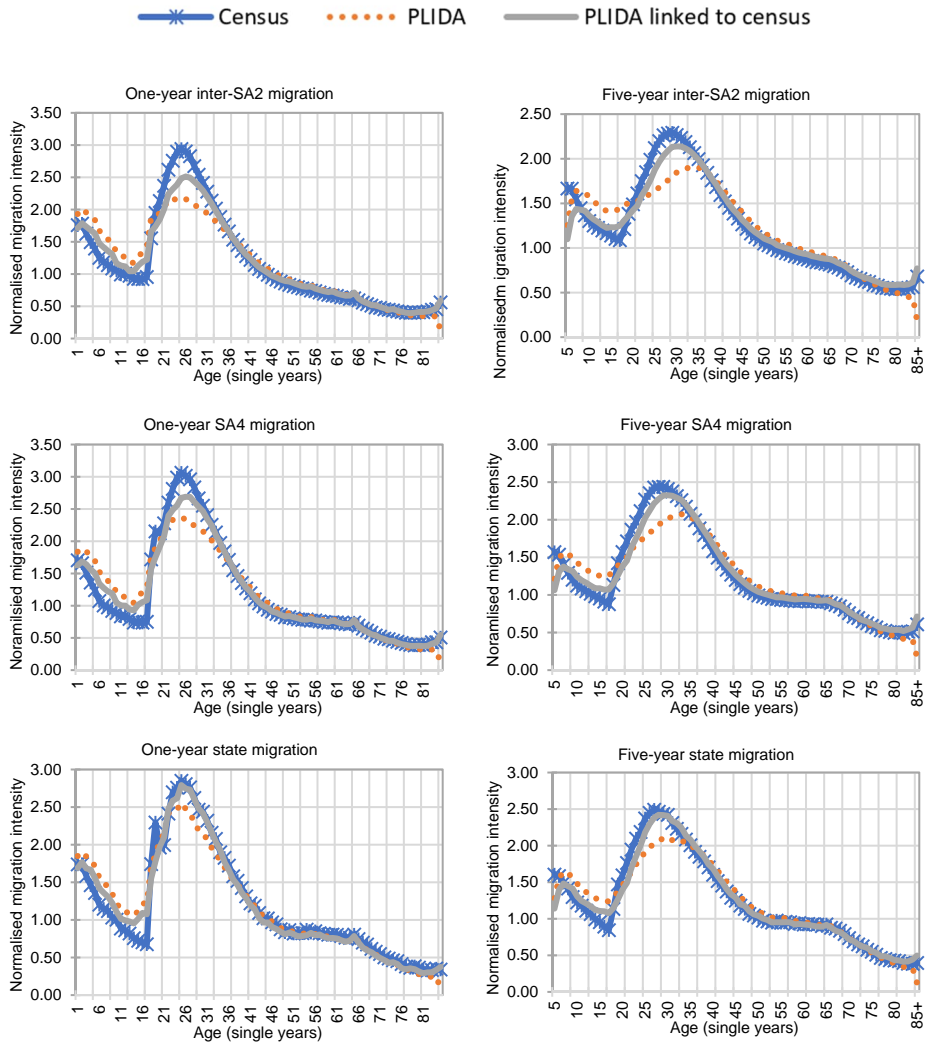 Census PLIDA PLIDA linked to census
One-year inter-SA2 migration
Normalised migration intensity
3.50
3.00
2.50
2.00
1.50
1.00
0.50
0.00
1 6 11 16 21 26 31 36 41 46 51 56 61 66 71 76 81
Age (single years)
Five-year inter-SA2 migration
Normalisedm igration intensity
2.50
2.00
1.50
1.00
0.50
0.00
5 10 15 20 25 30 35 40 45 50 55 60 65 70 75 80 85+
Age (single years)
One-year SA4 migration
Noramilsied migration intensity
3.50
3.00
2.50
2.00
1.50
1.00
0.50
0.00
1 6 11 16 21 26 31 36 41 46 51 56 61 66 71 76 81
Age (single years)
Five-year SA4 migration
Normalised migration intensity
3.00
2.50
2.00
1.50
1.00
0.50
0.00
5 10 15 20 25 30 35 40 45 50 55 60 65 70 75 80 85+
Age (single years)
One-year state migration
Normalised migration intensity
3.00
2.50
2.00
1.50
1.00
0.50
0.00
1 6 11 16 21 26 31 36 41 46 51 56 61 66 71 76 81
Age (single years)
Five-year state migration
Normalised migration intensity
3.00
2.50
2.00
1.50
1.00
0.50
0.00
5 10 15 20 25 30 35 40 45 50 55 60 65 70 75 80 85+
Age (single years)